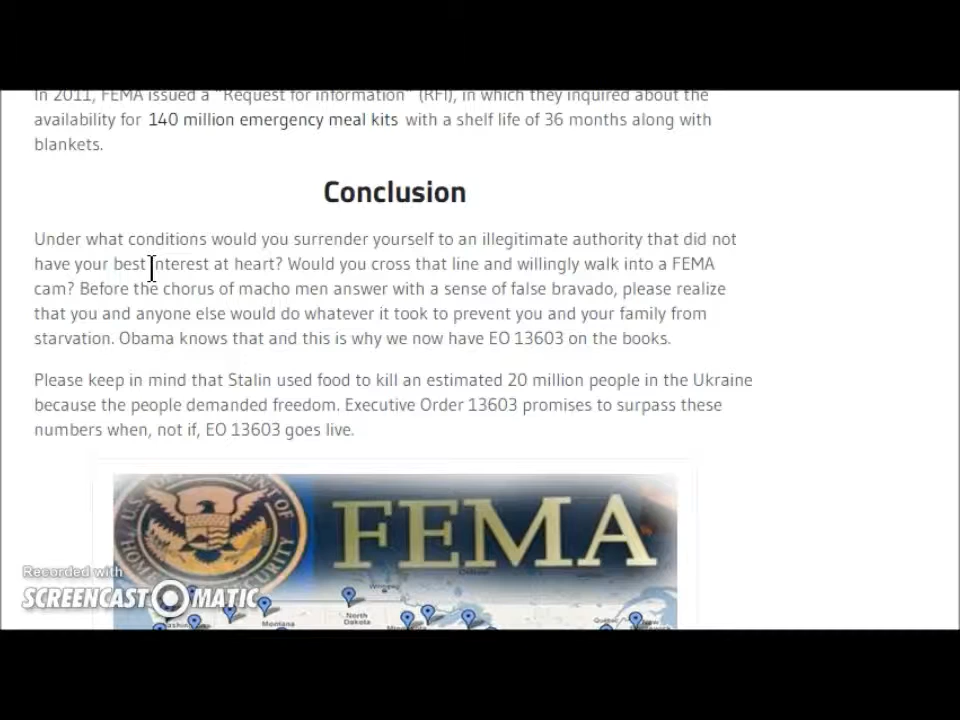 In 2011, FEMA issued a "Request for information" (RFI), in which they inquired about the
availability for 140 million emergency meal kits with a shelf life of 36 months along with
blankets.
Conclusion
Under what conditions would you surrender yourself to an illegitimate authority that did not
have your best interest at heart? Would you cross that line and willingly walk into a FEMA
cam? Before the chorus of macho men answer with a sense of false bravado, please realize
that you and anyone else would do whatever it took to prevent you and your family from
starvation. Obama knows that and this is why we now have EO 13603 on the books.
Please keep in mind that Stalin used food to kill an estimated 20 million people in the Ukraine
because the people demanded freedom. Executive Order 13603 promises to surpass these
numbers when, not if, EO 13603 goes live.
FEMA
Recorded with
SCREENCAST MATIC
Winnipeg
North
Dakota
Montana